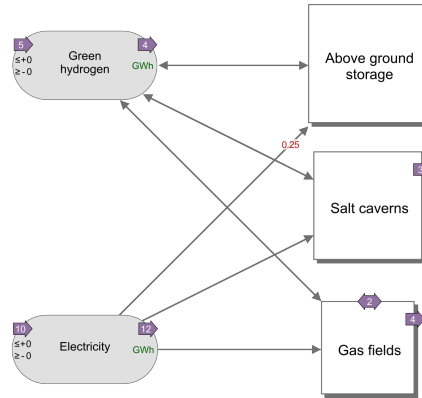 5
4
Green
hydrogen
≤+0
≥-0
GWh
Above ground
storage
0.25
3
Salt caverns
2
4
10
12
Electricity
≤+0
≥-0
GWh
Gas fields